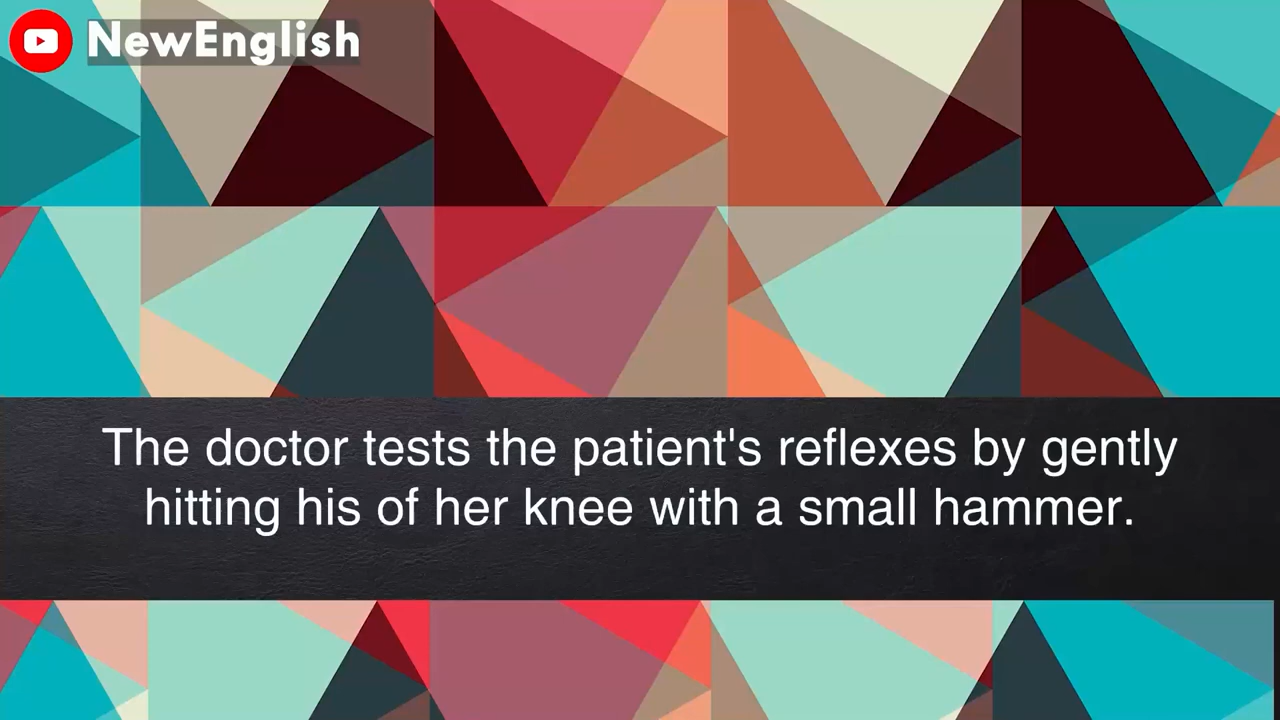 NewEnglish
The doctor tests the patient's reflexes by gently
hitting his of her knee with a small hammer.